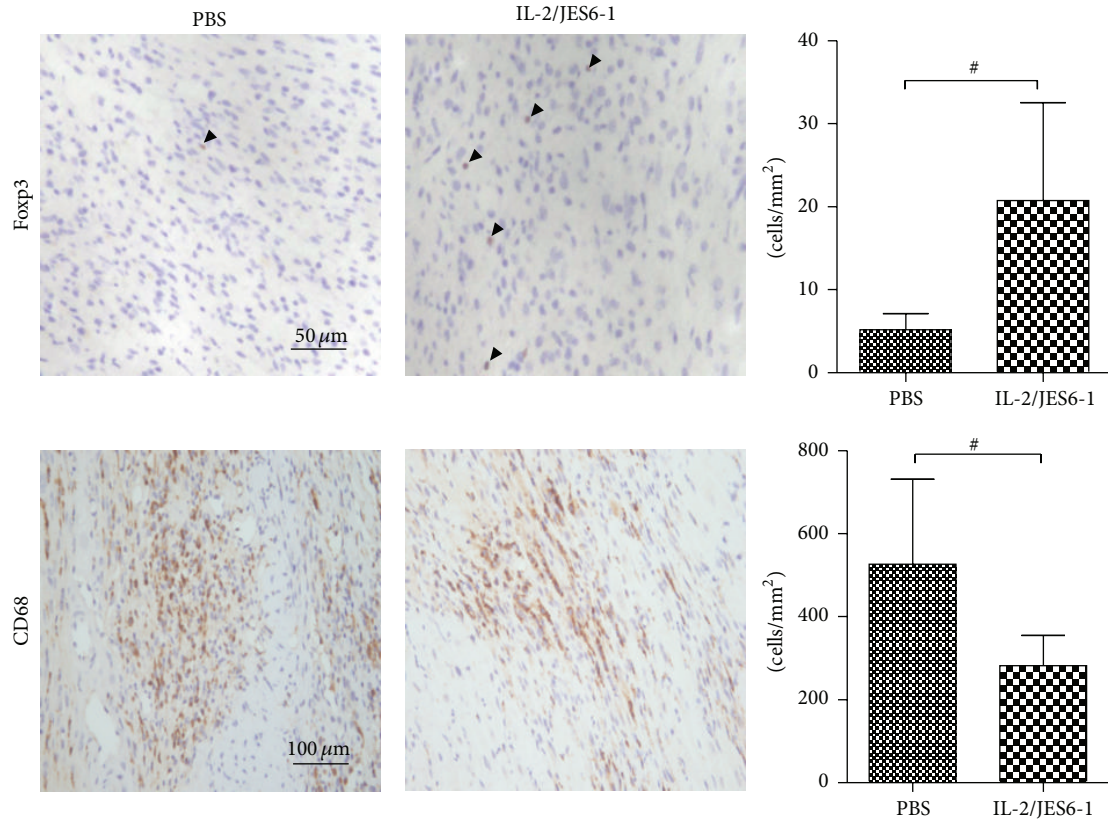 PBS
IL-2/JES6-1
Foxp3
50 μm
40
30
20
10
0
(cells/mm²)
#
PBS
IL-2/JES6-1
CD68
100 μm
800
600
400
200
0
(cells/mm²)
#
PBS
IL-2/JES6-1